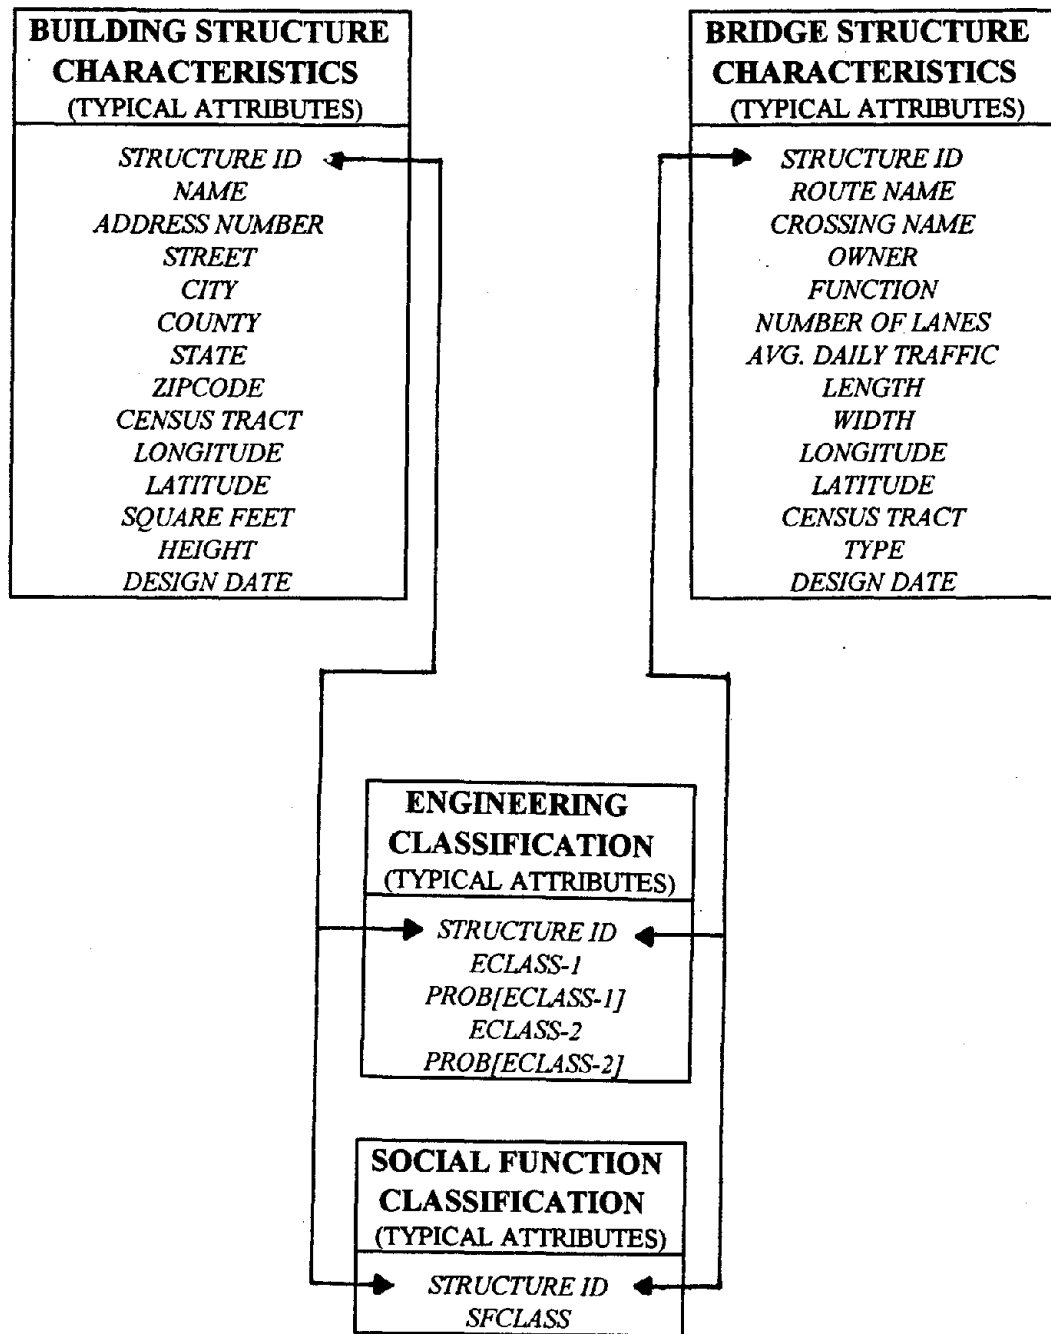 BUILDING STRUCTURE
CHARACTERISTICS
(TYPICAL ATTRIBUTES)
STRUCTURE ID
NAME
ADDRESS NUMBER
STREET
CITY
COUNTY
STATE
ZIPCODE
CENSUS TRACT
LONGITUDE
LATITUDE
SQUARE FEET
HEIGHT
DESIGN DATE
BRIDGE STRUCTURE
CHARACTERISTICS
(TYPICAL ATTRIBUTES)
STRUCTURE ID
ROUTE NAME
CROSSING NAME
OWNER
FUNCTION
NUMBER OF LANES
AVG. DAILY TRAFFIC
LENGTH
WIDTH
LONGITUDE
LATITUDE
CENSUS TRACT
TYPE
DESIGN DATE
ENGINEERING
CLASSIFICATION
(TYPICAL ATTRIBUTES)
STRUCTURE ID
ECLASS-1
PROB[ECLASS-1]
ECLASS-2
PROB[ECLASS-2]
SOCIAL FUNCTION
CLASSIFICATION
(TYPICAL ATTRIBUTES)
STRUCTURE ID
SFCLASS